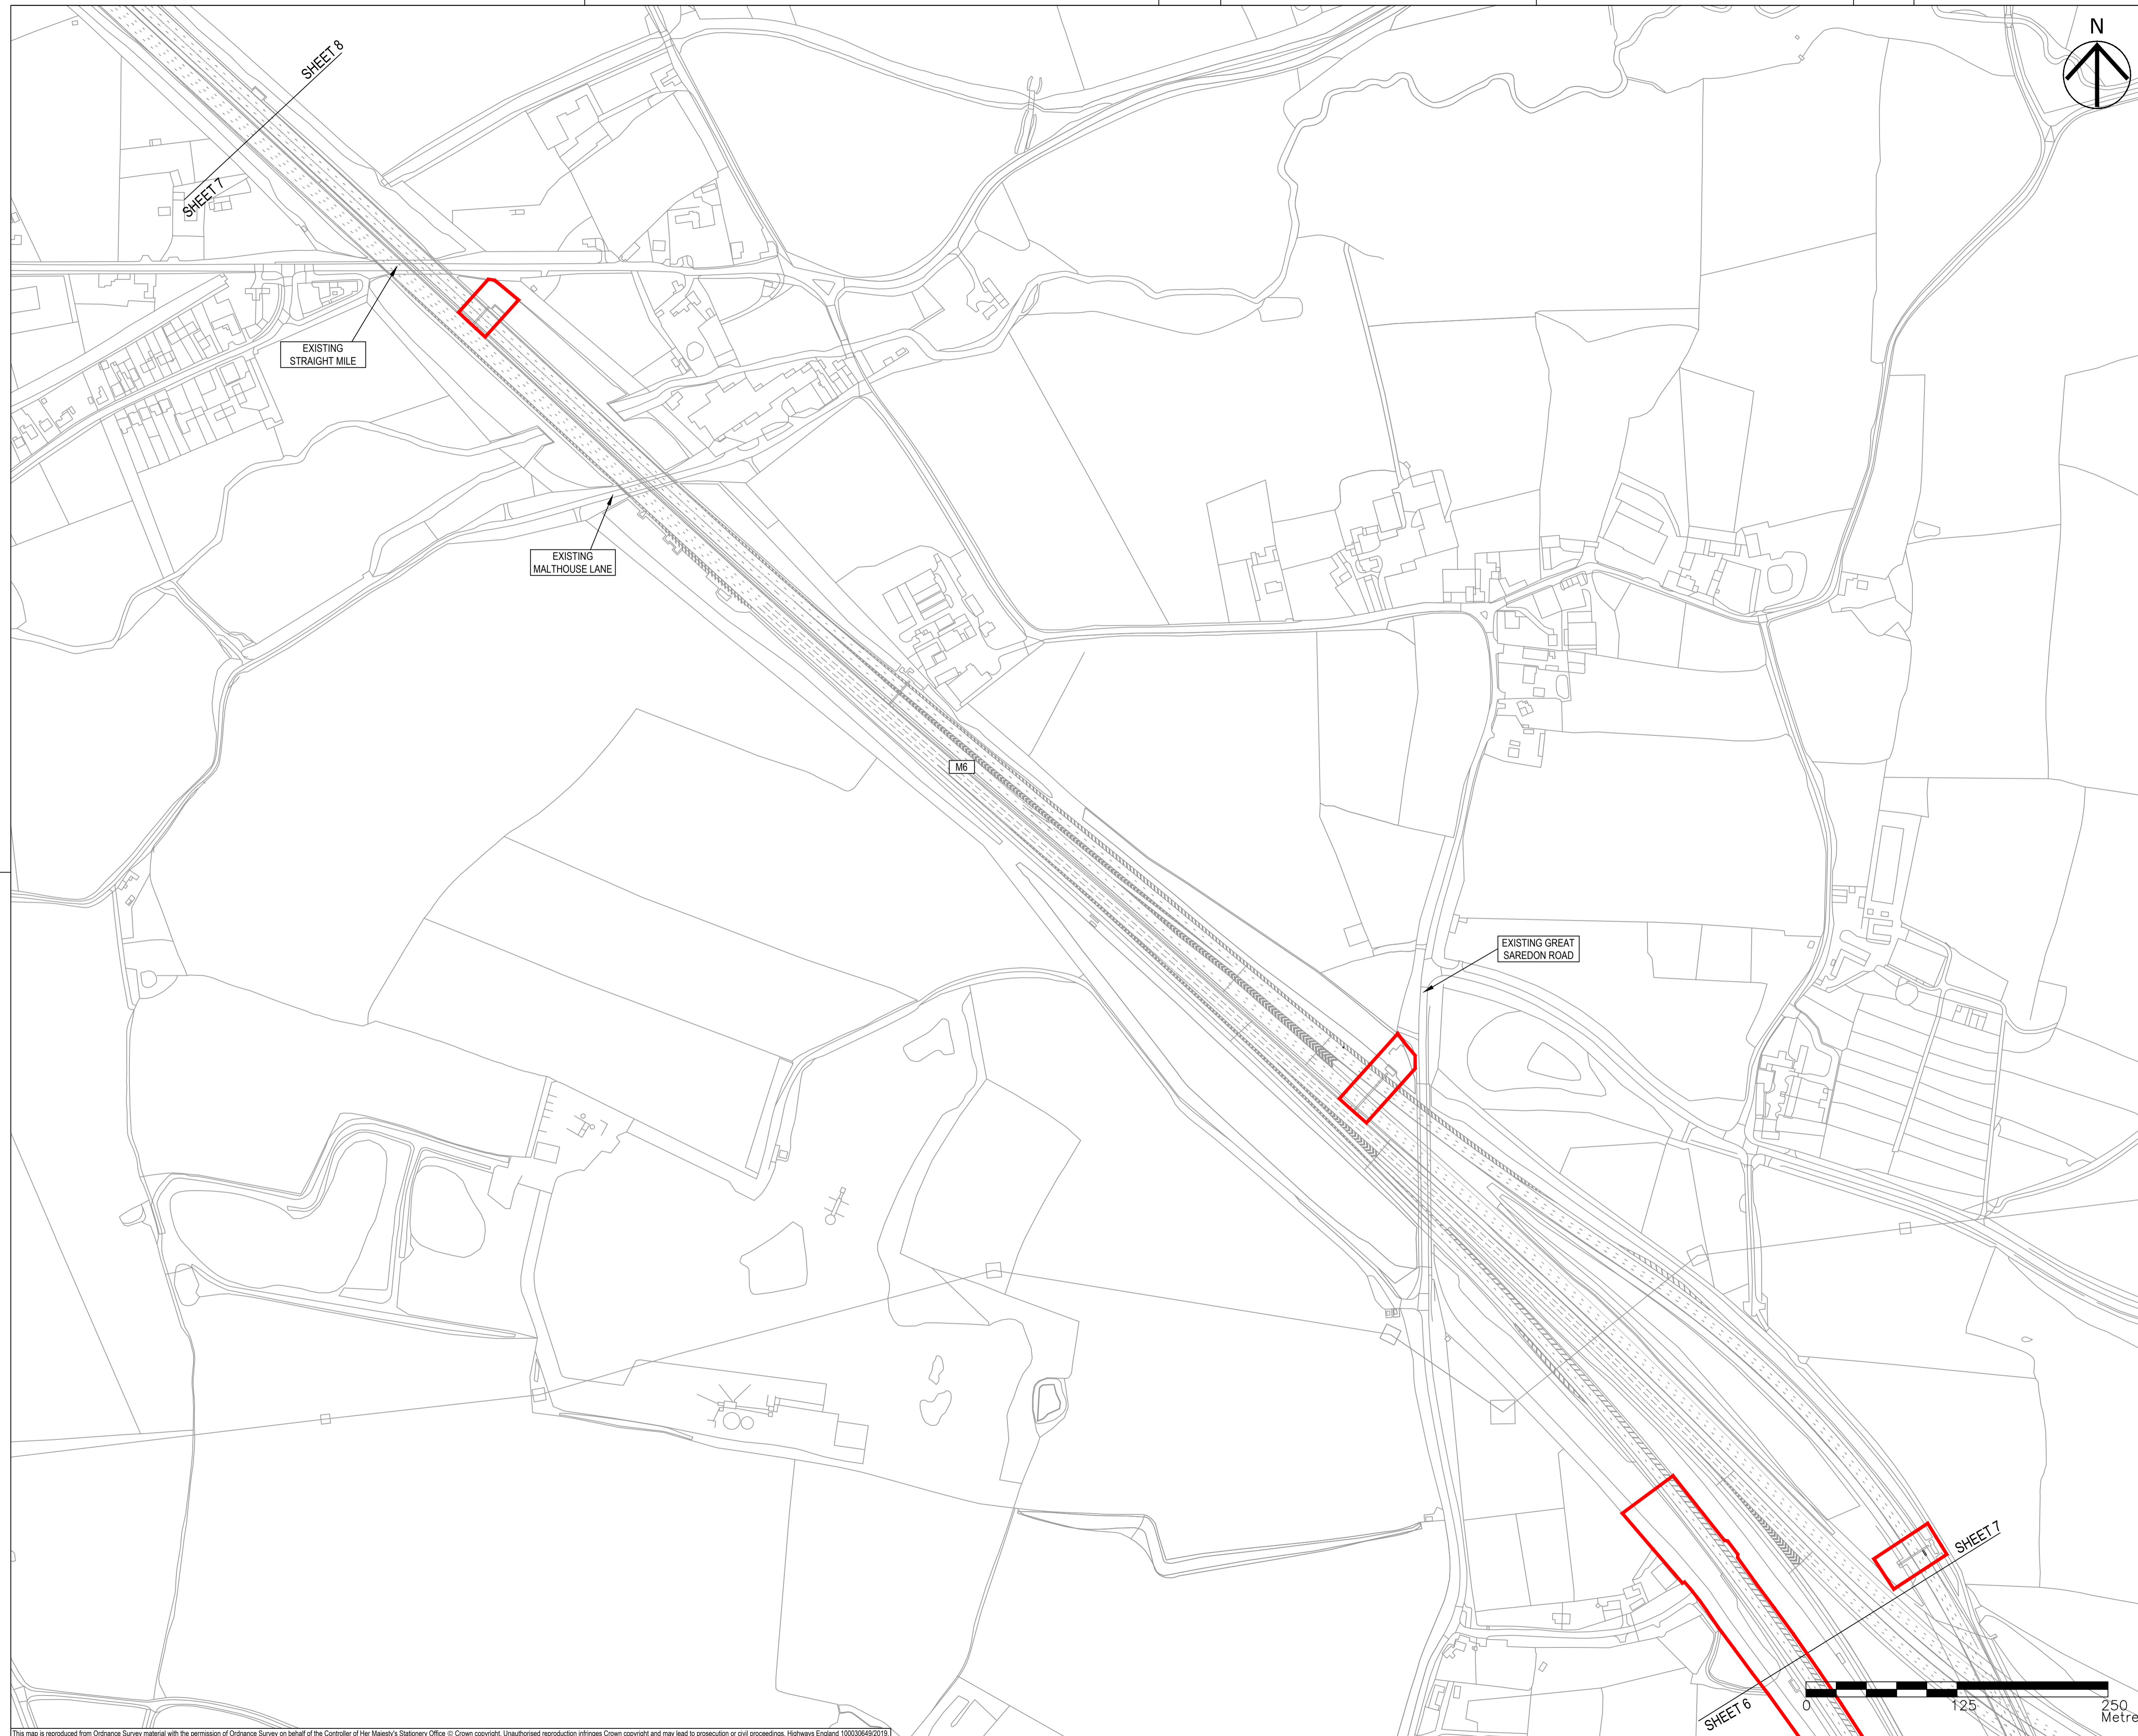 N
SHEET 8
SHEET 7
EXISTING
STRAIGHT MILE
EXISTING
MALTHOUSE LANE
M6
EXISTING GREAT
SAREDON ROAD
SHEET 7
SHEET 6
0 125 250
Metre
This map is reproduced from Ordnance Survey material with the permission of Ordnance Survey on behalf of the Controller of Her Majesty's Stationery Office © Crown copyright. Unauthorised reproduction infringes Crown copyright and may lead to prosecution or civil proceedings. Highways England 100030649/2019.